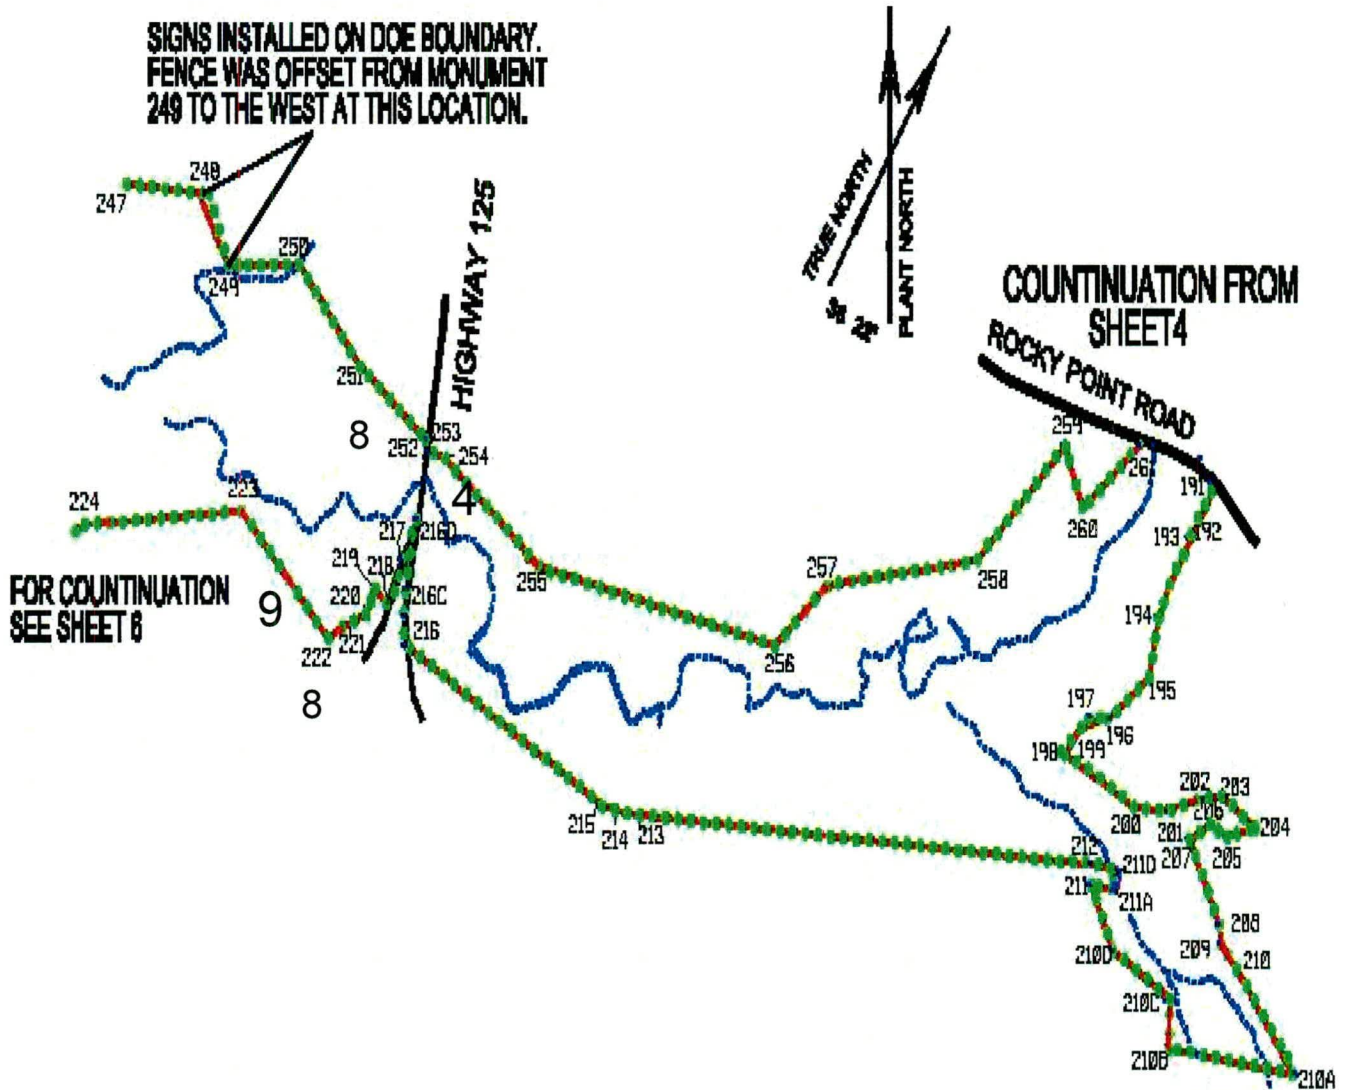 SIGNS INSTALLED ON DOE BOUNDARY.
FENCE WAS OFFSET FROM MONUMENT
249 TO THE WEST AT THIS LOCATION.
248
247
250
249
HIGHWAY 125
TRUE NORTH
PLANT NORTH
COUNTINUATION FROM
SHEET4
ROCKY POINT ROAD
251
8
252
253
254
4
259
261
191
192
193
260
224
223
217
216D
219
218
220
216C
221
222
216
FOR COUNTINUATION
SEE SHEET 6
9
8
255
257
258
256
194
195
197
196
198
199
200
201
202
203
206
204
205
207
215
214
213
212
211D
211
211A
208
209
210
210D
210C
210B
210A